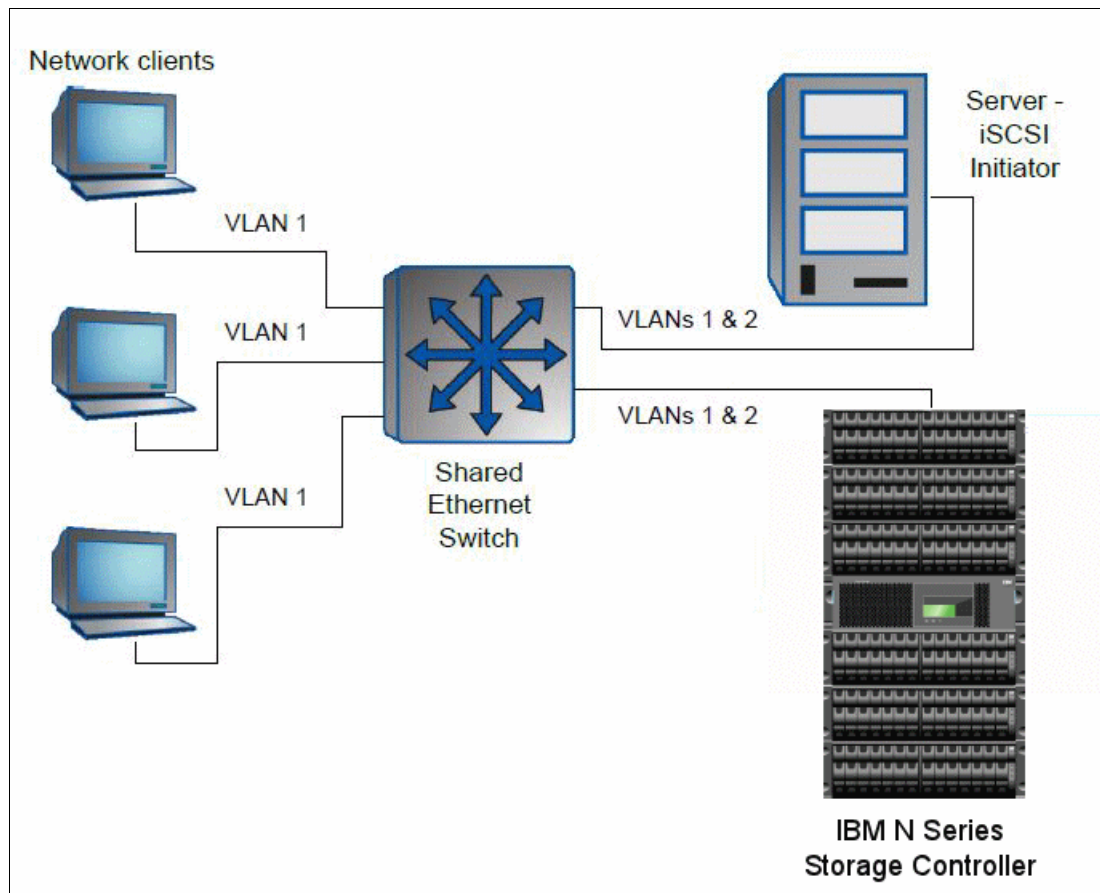 Network clients
VLAN 1
VLAN 1
VLAN 1
Shared
Ethernet
Switch
VLANs 1 & 2
VLANs 1 & 2
Server -
iSCSI
Initiator
IBM
IBM N Series
Storage Controller